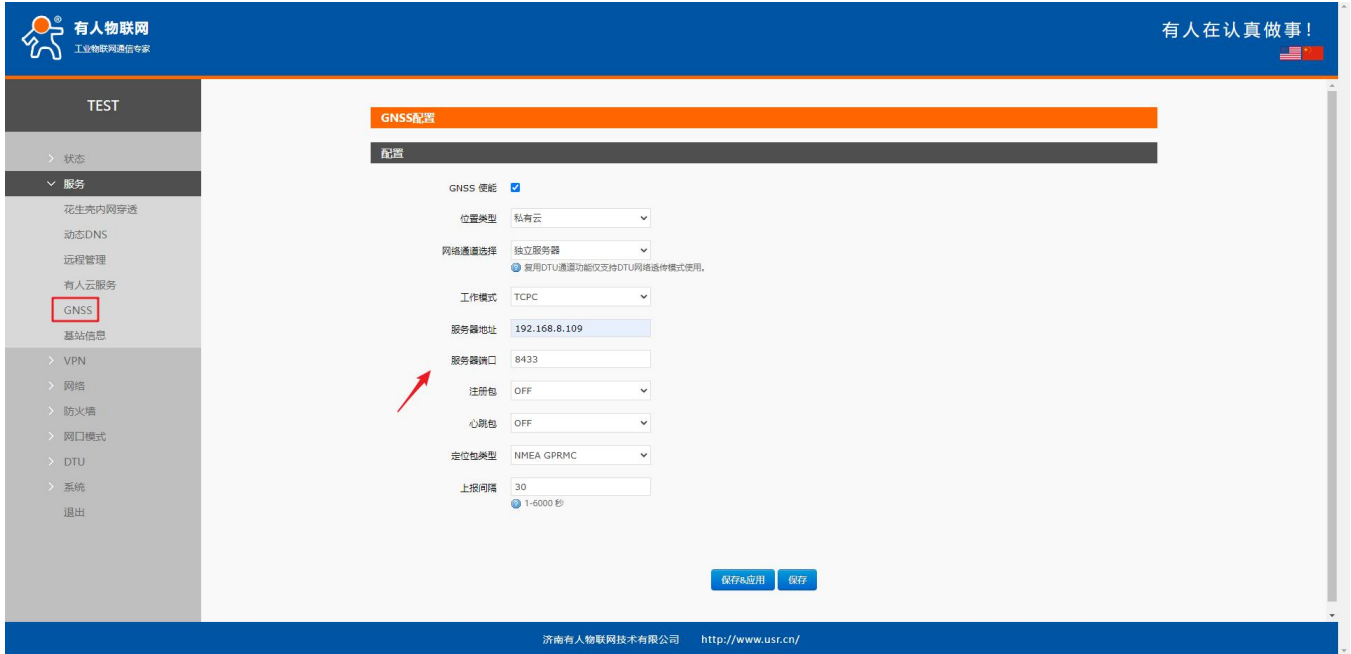 有人物联网
工业物联网通信专家
有人在认真做事!
TEST
状态
服务
花生壳内网穿透
动态DNS
远程管理
有人云服务
GNSS
基站信息
VPN
网络
防火墙
网口模式
DTU
系统
退出
GNSS配置
配置
GNSS 使能
位置类型 私有云
网络通道选择 独立服务器
复用DTU通道功能仅支持DTU网络透传模式使用。
工作模式 TCPC
服务器地址 192.168.8.109
服务器端口 8433
注册包 OFF
心跳包 OFF
定位包类型 NMEA GPRMC
上报间隔 30
1-6000 秒
保存&应用 保存
济南有人物联网技术有限公司 http://www.usr.cn/